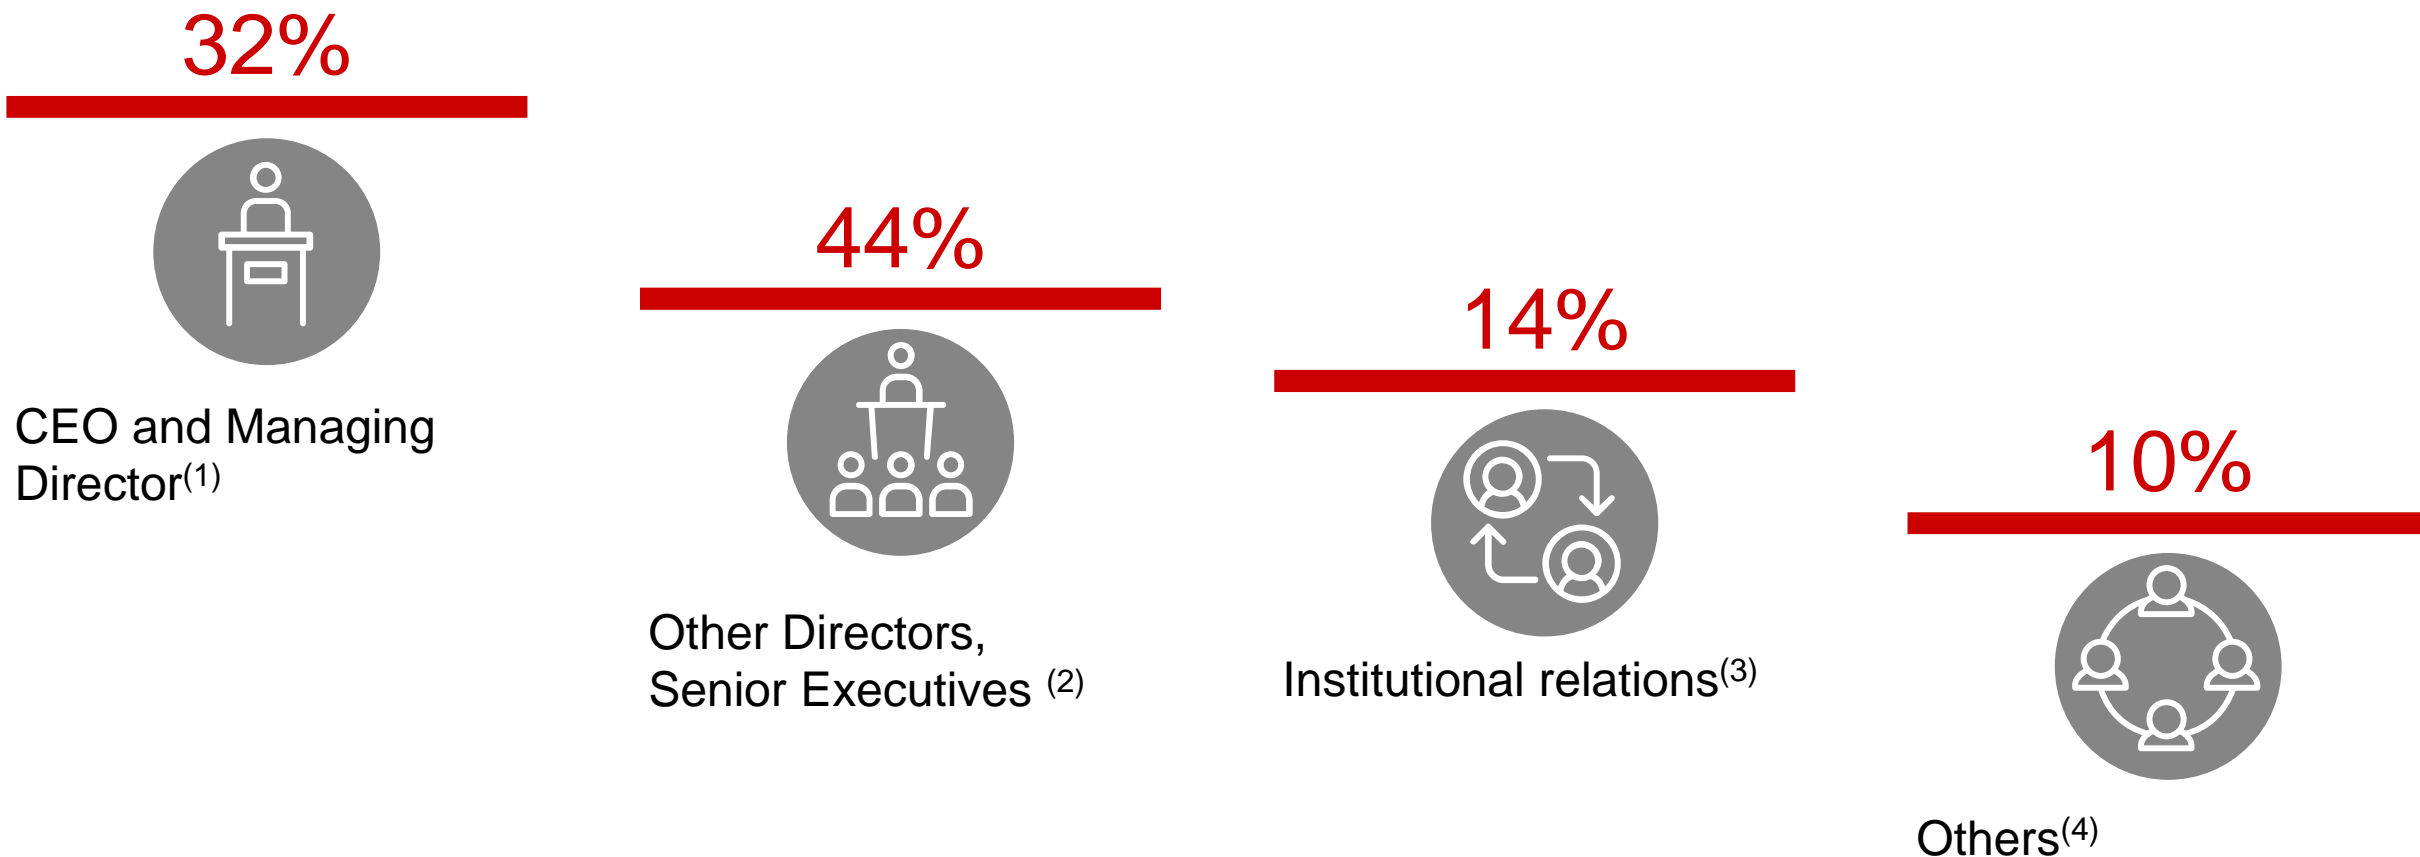 32%
CEO and Managing
Director(1)
44%
Other Directors,
Senior Executives (2)
14%
Institutional relations(3)
10%
Others(4)